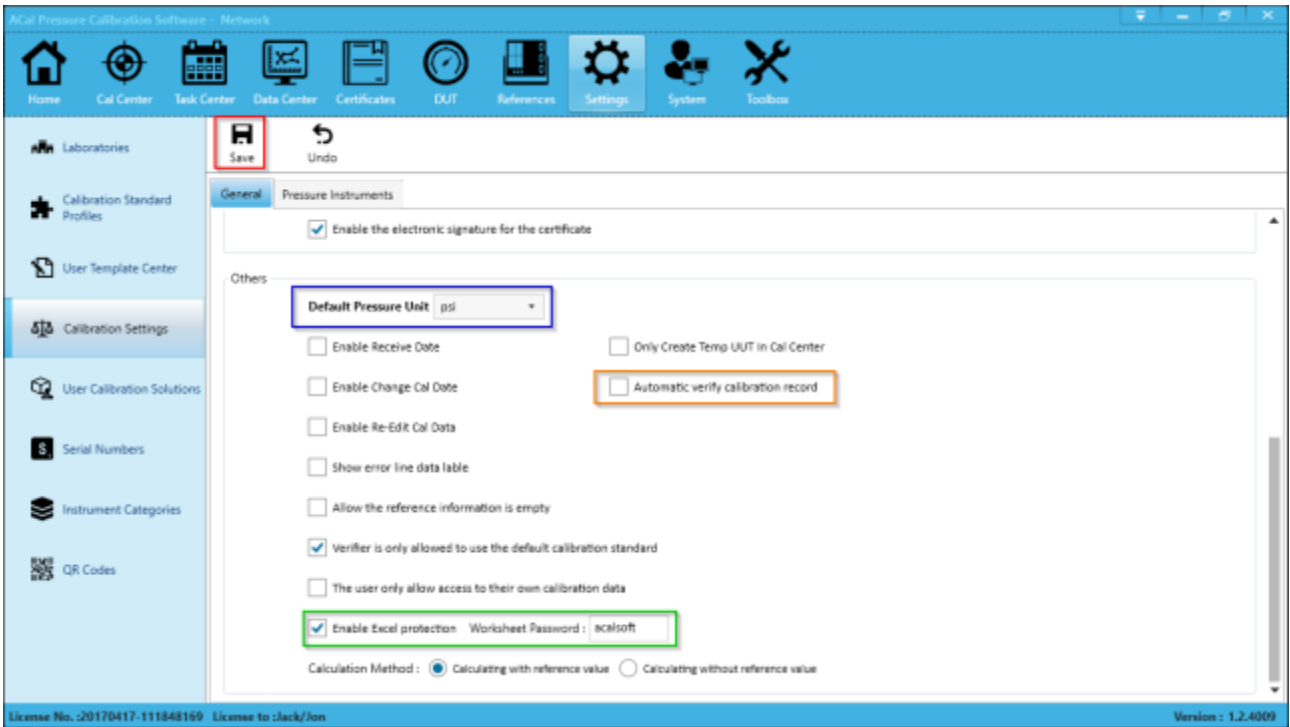 ACal Pressure Calibration Software - Network
Home Cal Center Task Center Data Center Certificates DUT References Settings System Toolbox
Save Undo
Laboratories
Calibration Standard Profiles
User Template Center
Calibration Settings
User Calibration Solutions
Serial Numbers
Instrument Categories
QR Codes
General Pressure Instruments
Enable the electronic signature for the certificate
Others
Default Pressure Unit psi
Enable Receive Date Only Create Temp UUT In Cal Center
Enable Change Cal Date Automatic verify calibration record
Enable Re-Edit Cal Data
Show error line data lable
Allow the reference information is empty
Verifier is only allowed to use the default calibration standard
The user only allow access to their own calibration data
Enable Excel protection Worksheet Password : acalsoft
Calculation Method : Calculating with reference value Calculating without reference value
License No. :20170417-111848169 License to :Jack/Jon Version : 1.2.4009